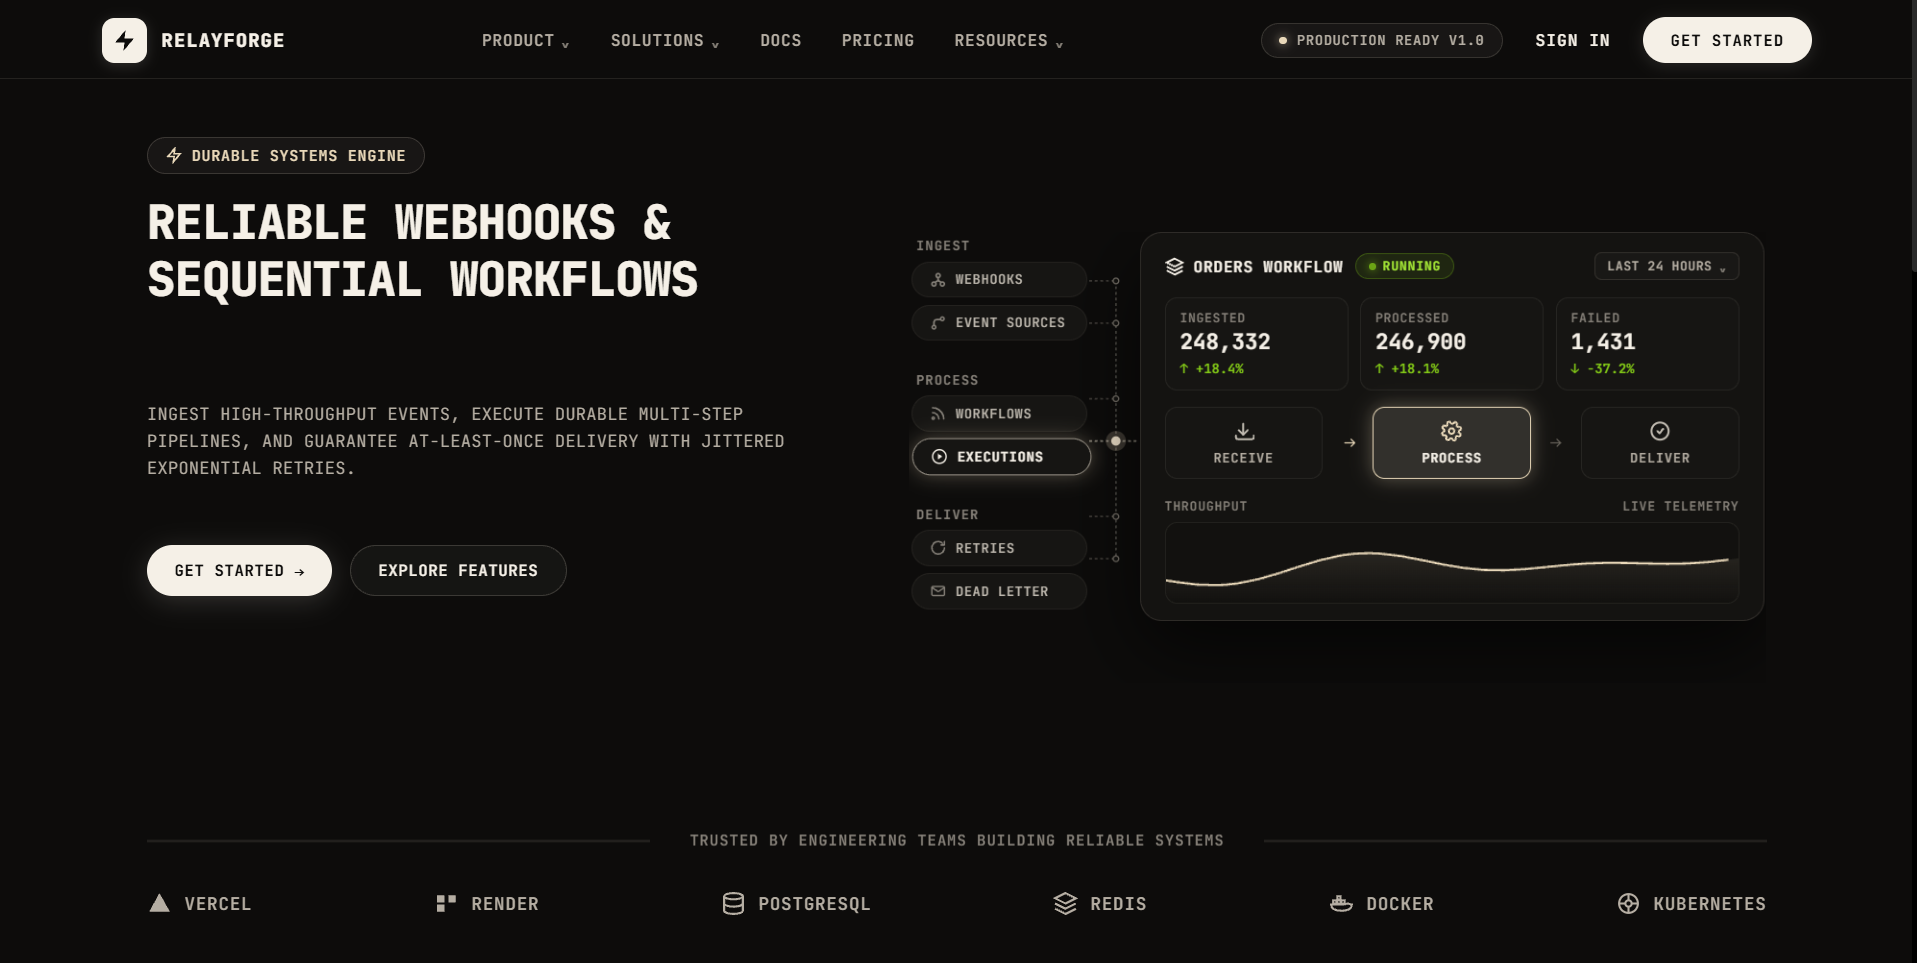 RELAYFORGE
PRODUCT
SOLUTIONS
DOCS
PRICING
RESOURCES
PRODUCTION READY V1.0
SIGN IN
GET STARTED
DURABLE SYSTEMS ENGINE
RELIABLE WEBHOOKS &
SEQUENTIAL WORKFLOWS
INGEST HIGH-THROUGHPUT EVENTS, EXECUTE DURABLE MULTI-STEP
PIPELINES, AND GUARANTEE AT-LEAST-ONCE DELIVERY WITH JITTERED
EXPONENTIAL RETRIES.
GET STARTED →
EXPLORE FEATURES
INGEST
WEBHOOKS
EVENT SOURCES
PROCESS
WORKFLOWS
EXECUTIONS
DELIVER
RETRIES
DEAD LETTER
ORDERS WORKFLOW
RUNNING
LAST 24 HOURS
INGESTED
248,332
↑ +18.4%
PROCESSED
246,900
↑ +18.1%
FAILED
1,431
↓ -37.2%
RECEIVE
→
PROCESS
→
DELIVER
THROUGHPUT
LIVE TELEMETRY
TRUSTED BY ENGINEERING TEAMS BUILDING RELIABLE SYSTEMS
VERCEL
RENDER
POSTGRESQL
REDIS
DOCKER
KUBERNETES